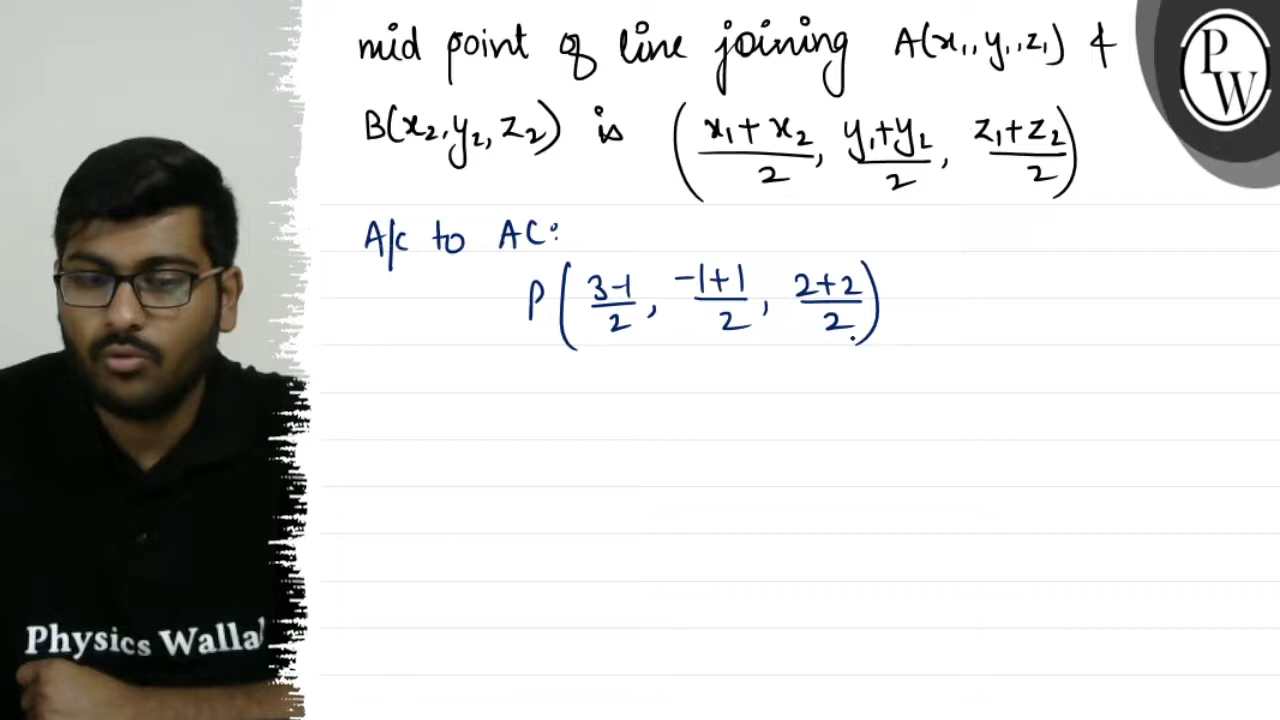 mid point of line joining A(x₁,y₁,z₁) &
B(x₂,y₂,z₂) is (x₁+x₂/2, y₁+y₂/2, z₁+z₂/2)
A/c to AC:
P(3-1/2, -1+1/2, 2+2/2)
PW
Physics Walla